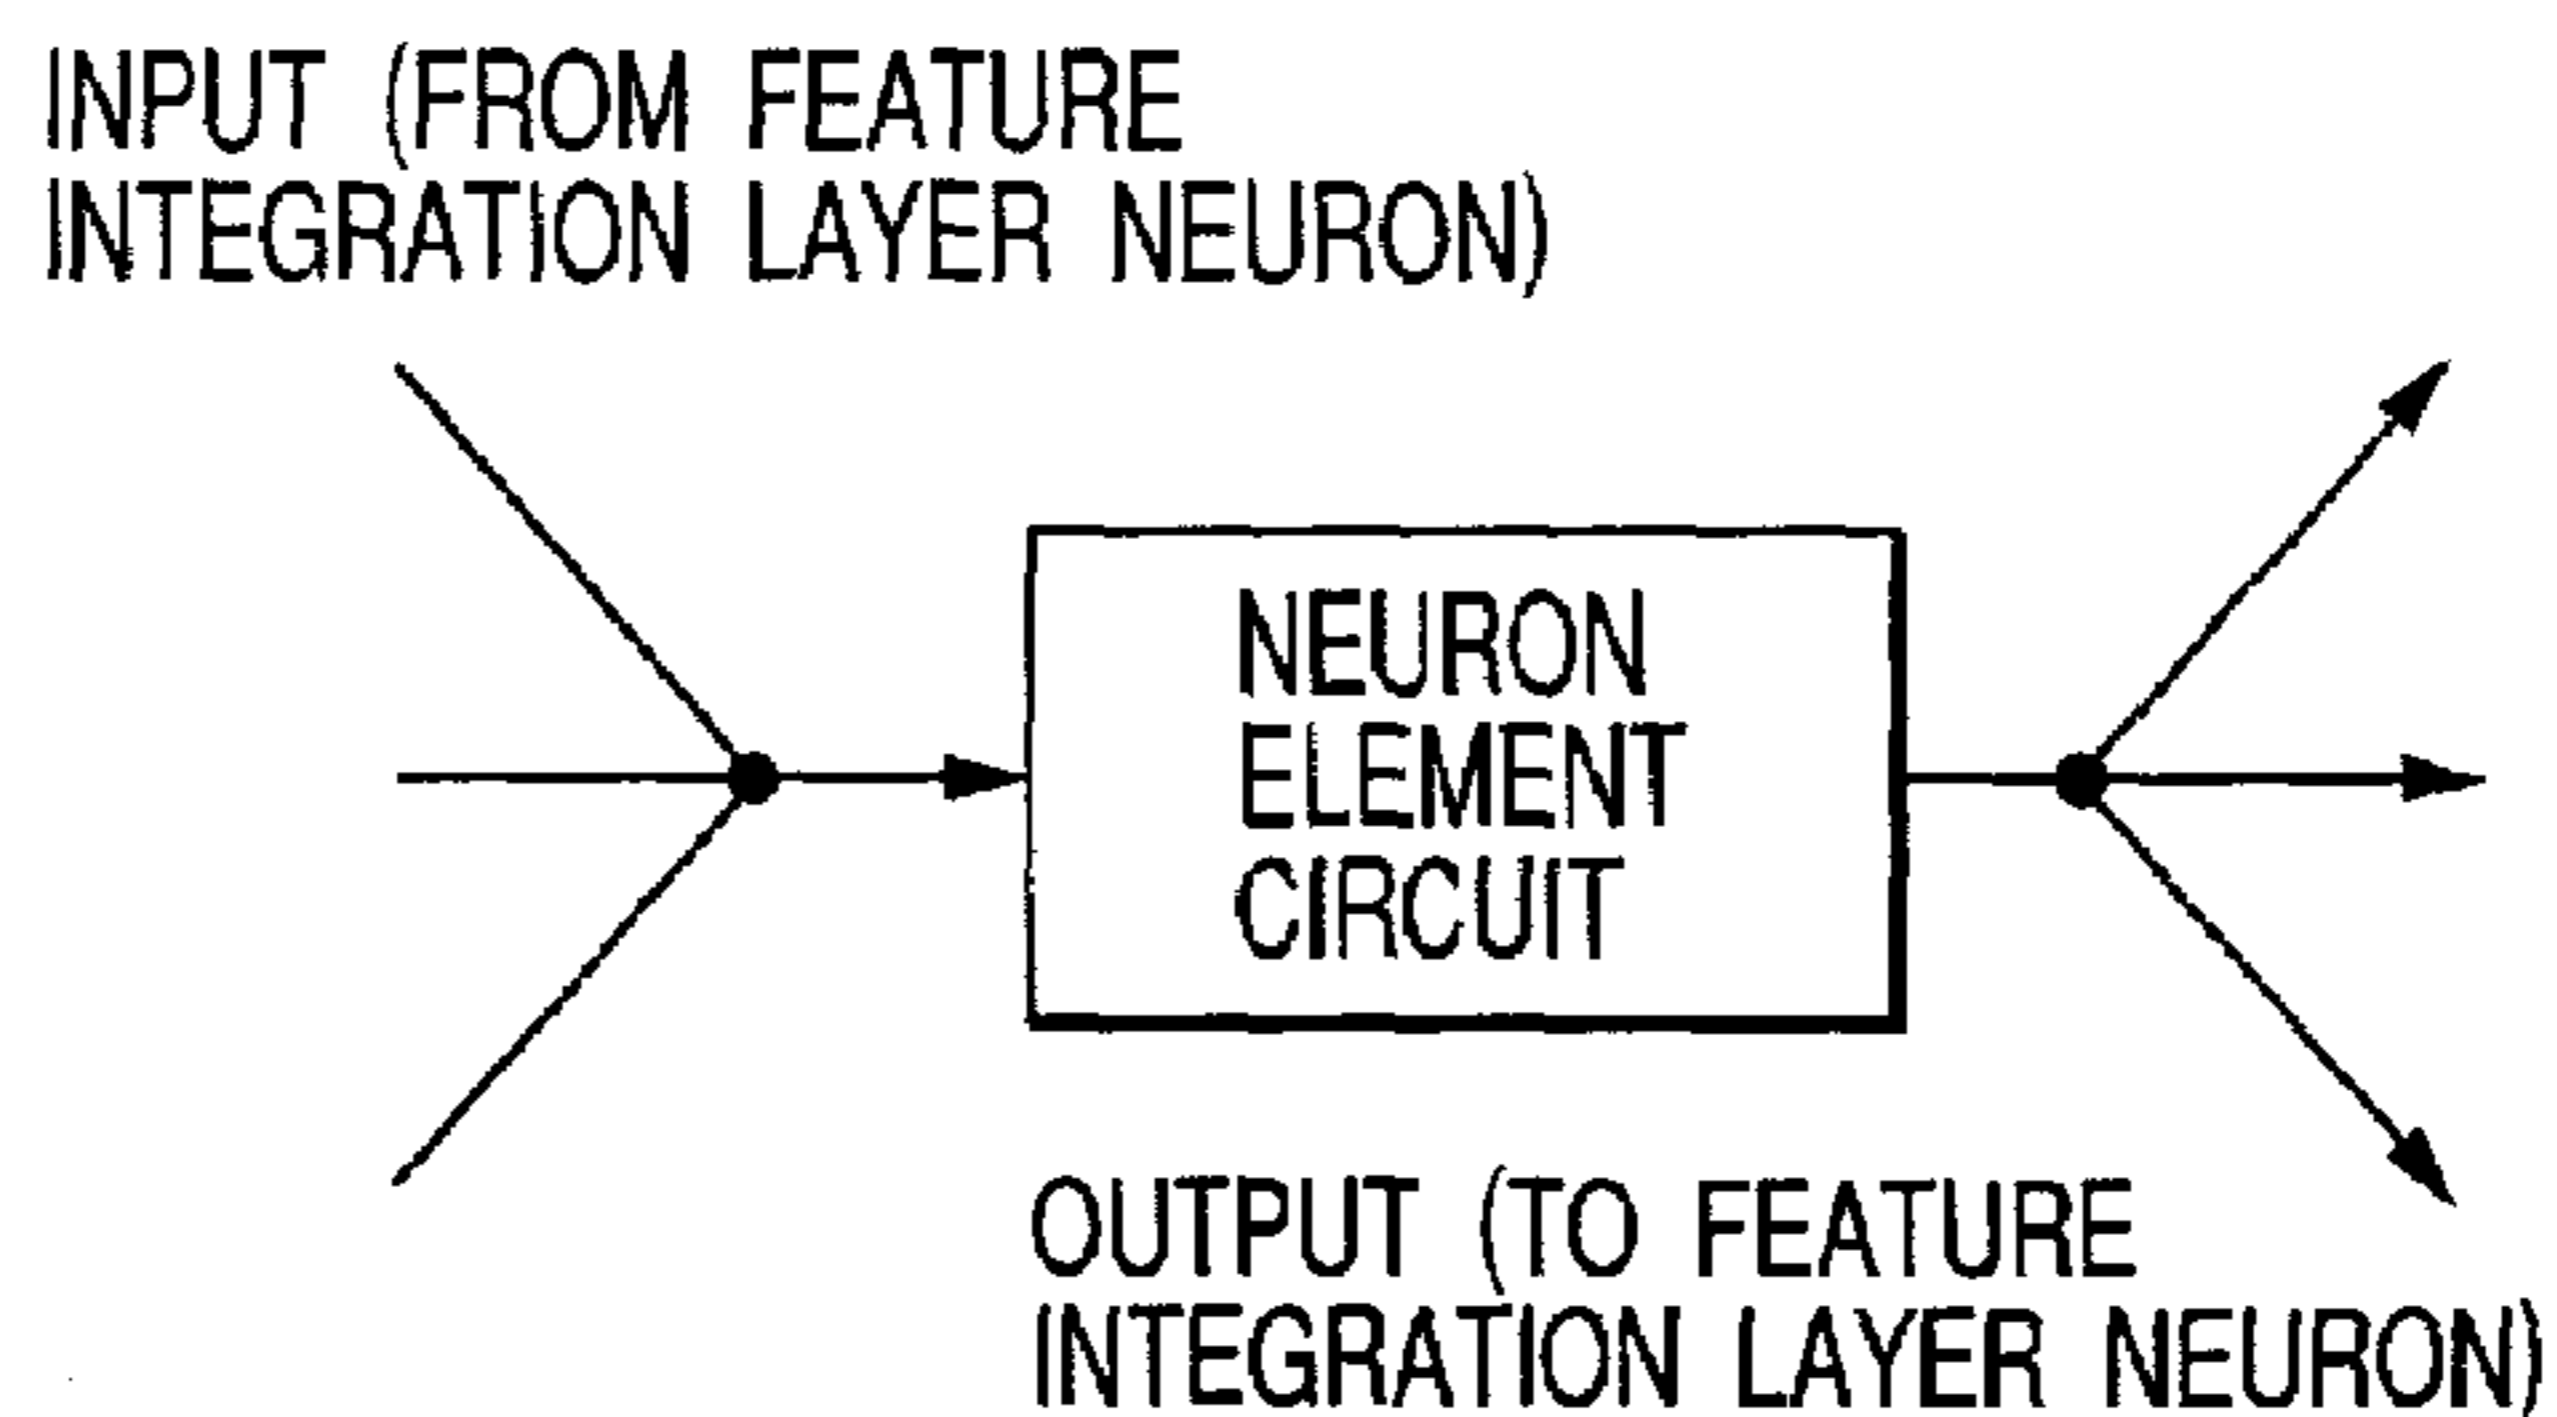 INPUT (FROM FEATURE
INTEGRATION LAYER NEURON)
NEURON
ELEMENT
CIRCUIT
OUTPUT (TO FEATURE
INTEGRATION LAYER NEURON)